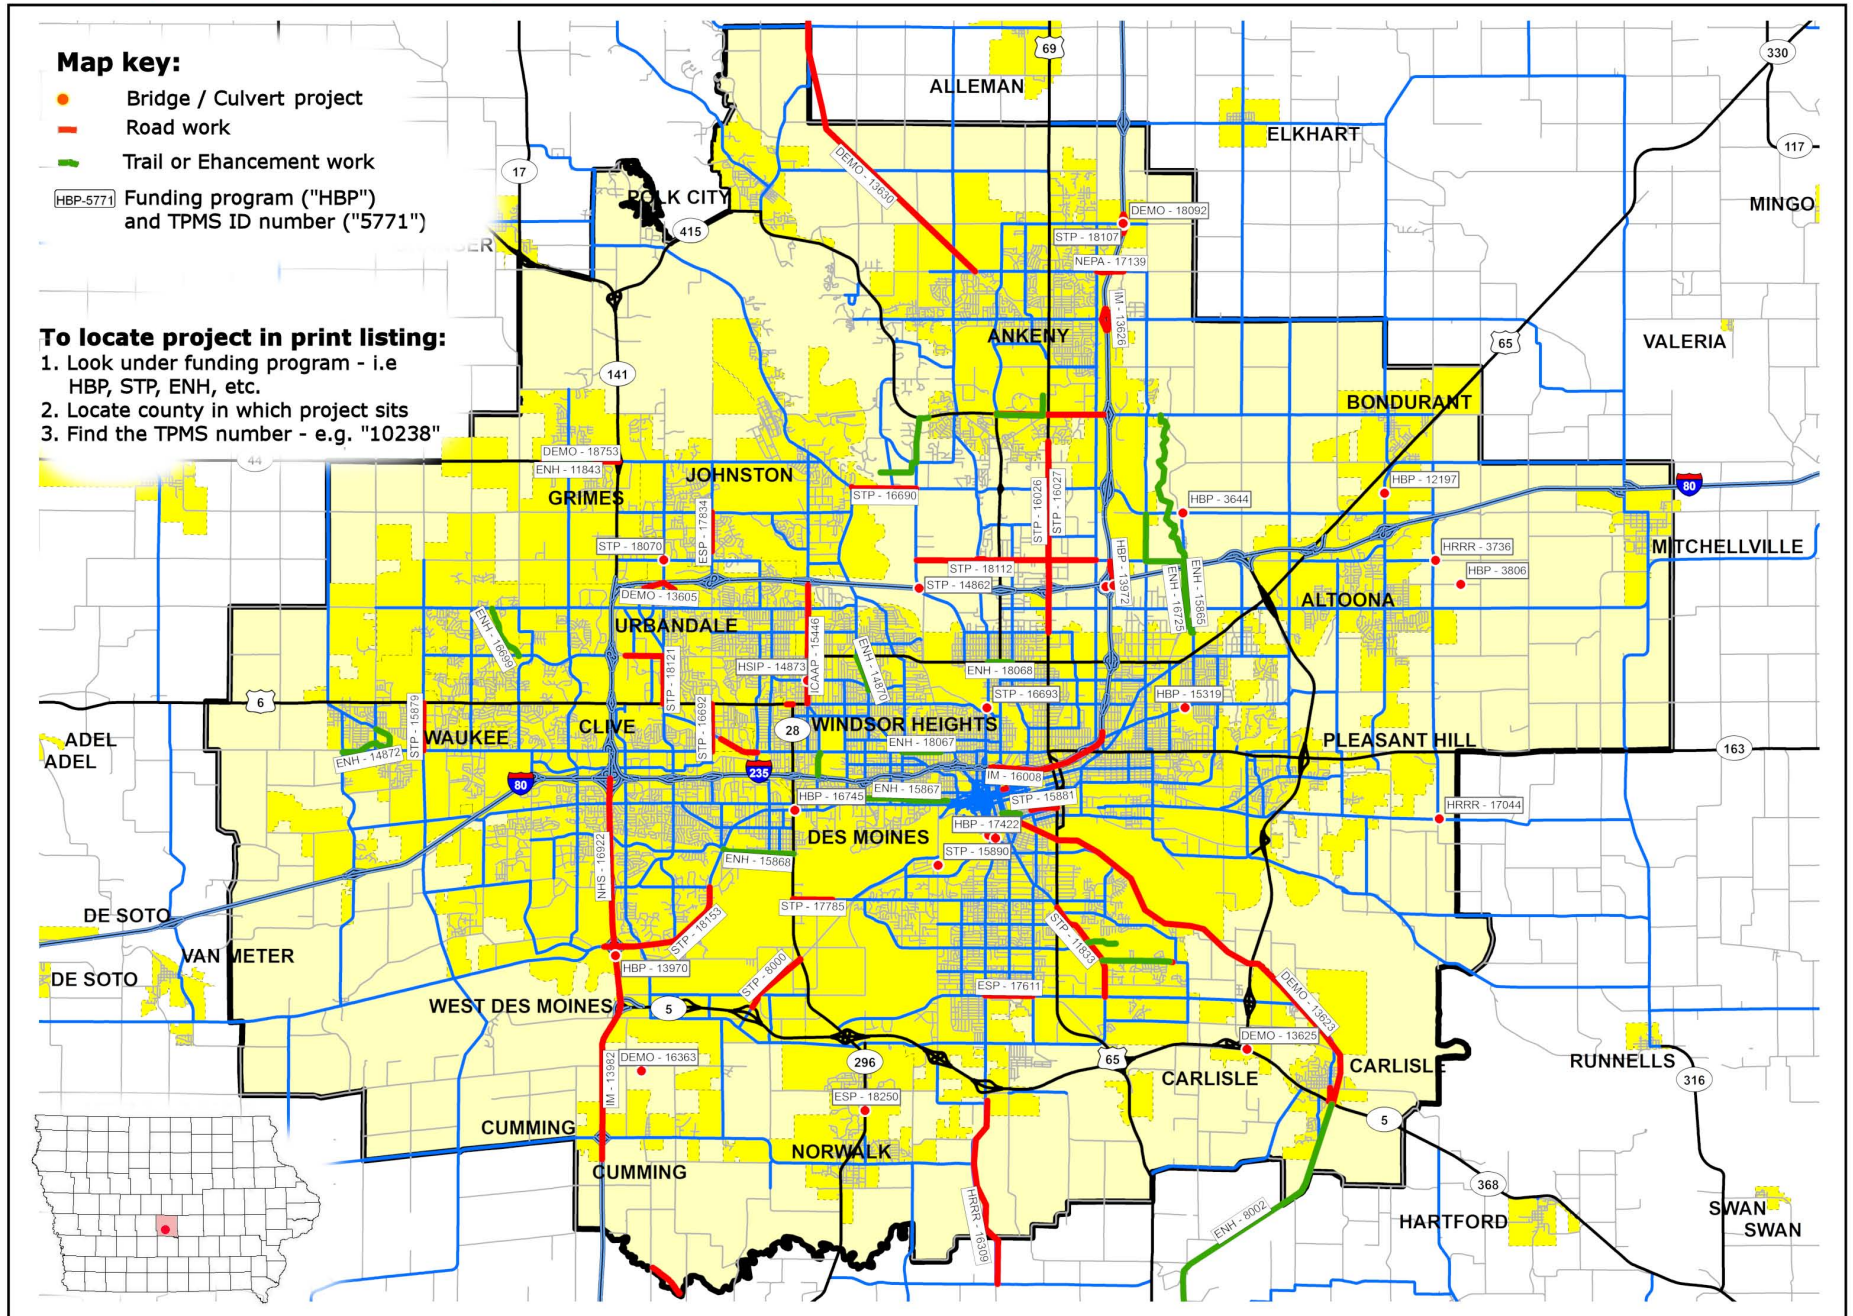 Map key:
Bridge / Culvert project
Road work
Trail or Ehancement work
HBP-5771
Funding program ("HBP")
and TPMS ID number ("5771")
To locate project in print listing:
1. Look under funding program - i.e
HBP, STP, ENH, etc.
2. Locate county in which project sits
3. Find the TPMS number - e.g. "10238"
69
330
ALLEMAN
ELKHART
117
17
DEMO - 13630
POLK CITY
MINGO
415
DEMO - 18092
STP - 18107
NEPA - 17139
IM - 13626
ANKENY
65
VALERIA
141
BONDURANT
44
DEMO - 18753
ENH - 11843
JOHNSTON
GRIMES
STP - 16690
HBP - 12197
80
HBP - 3644
ESP - 17834
STP - 16026
STP - 16027
STP - 18070
HRRR - 3736
MITCHELLVILLE
STP - 18112
HBP - 3806
STP - 14862
HBP - 13972
ENH - 16725
ENH - 15865
DEMO - 13605
ALTOONA
URBANDALE
ENH - 16699
ICAAP - 15446
HSIP - 14873
ENH - 14870
ENH - 18068
STP - 18121
STP - 16693
HBP - 15319
6
STP - 15879
STP - 16692
WAUKEE
CLIVE
28
WINDSOR HEIGHTS
ADEL
ADEL
ENH - 14872
ENH - 18067
PLEASANT HILL
163
80
235
IM - 16008
HBP - 16745
ENH - 15867
STP - 15881
HRRR - 17044
DES MOINES
HBP - 17422
STP - 15890
NHS - 16922
ENH - 15868
STP - 17785
DE SOTO
STP - 18153
STP - 11833
VAN METER
HBP - 13970
STP - 8000
DE SOTO
ESP - 17611
DEMO - 13623
WEST DES MOINES
5
DEMO - 13625
IM - 13982
DEMO - 16363
296
65
CARLISLE
CARLISLE
RUNNELLS
316
ESP - 18250
5
CUMMING
NORWALK
CUMMING
HRRR - 16309
368
ENH - 8002
HARTFORD
SWAN
SWAN